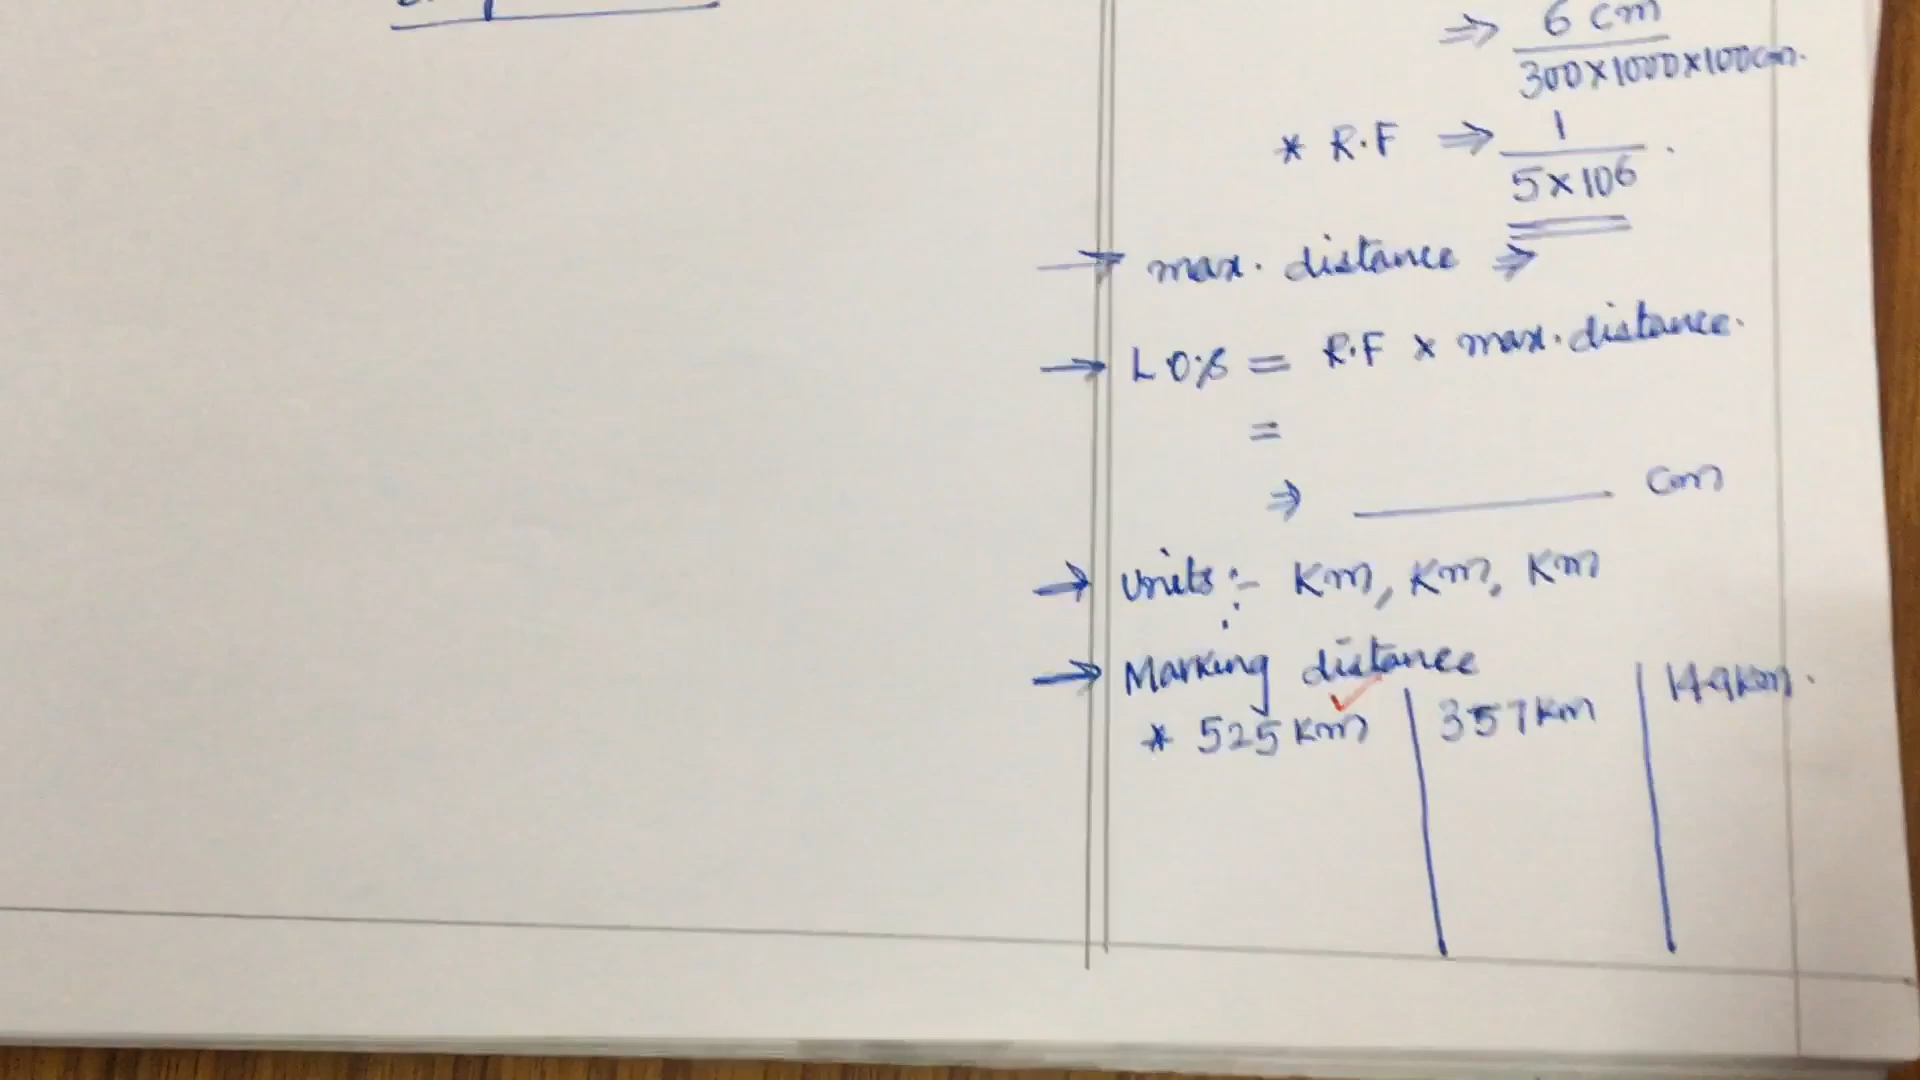 ⇒ 6 cm
300×1000×100cm.
* R.F ⇒ 1
5×10⁶
→ max. distance ⇒
→ L O S = R.F × max. distance.
=
⇒ ______ cm
→ units :- Km, Km, Km
→ Marking distance
* 525 Km | 357 Km | 149 Km.